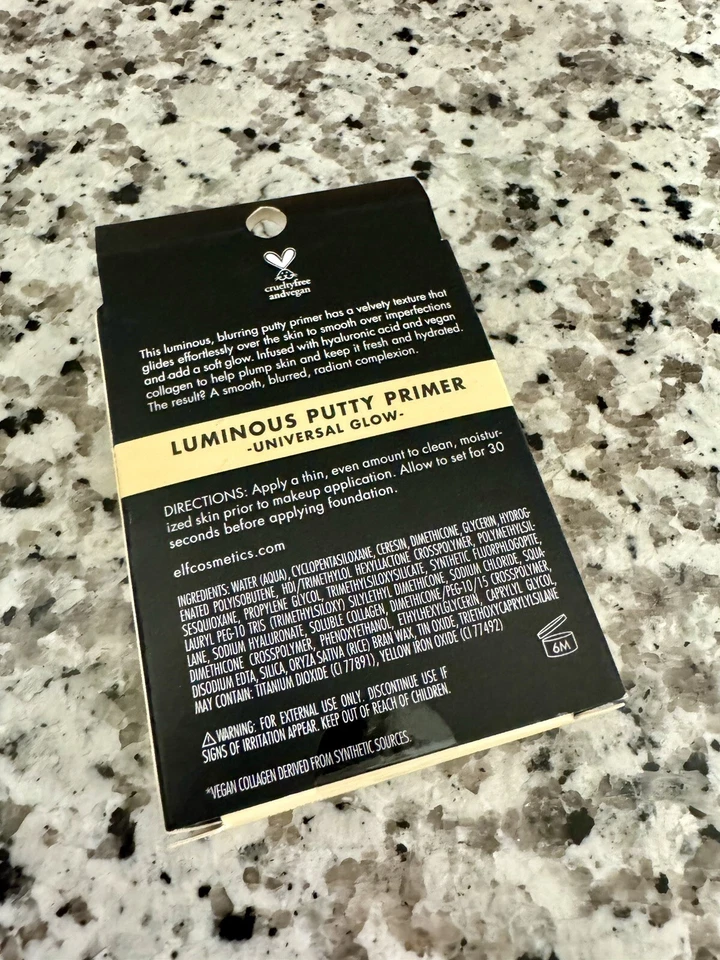 crueltyfree
andvegan
This luminous, blurring putty primer has a velvety texture that
glides effortlessly over the skin to smooth over imperfections
and add a soft glow. Infused with hyaluronic acid and vegan
collagen to help plump skin and keep it fresh and hydrated.
The result? A smooth, blurred, radiant complexion.
LUMINOUS PUTTY PRIMER
-UNIVERSAL GLOW-
DIRECTIONS: Apply a thin, even amount to clean, moistur-
ized skin prior to makeup application. Allow to set for 30
seconds before applying foundation.
elfcosmetics.com
INGREDIENTS: WATER (AQUA), CYCLOPENTASILOXANE, CERESIN, DIMETHICONE, GLYCERIN, HYDROG-
ENATED POLYISOBUTENE, HDI/TRIMETHYLOL HEXYLLACTONE CROSSPOLYMER, POLYMETHYLSIL-
SESQUIOXANE, PROPYLENE GLYCOL, TRIMETHYLSILOXYSILICATE, SYNTHETIC FLUORPHLOGOPITE,
LAURYL PEG-10 TRIS (TRIMETHYLSILOXY) SILYLETHYL DIMETHICONE, SODIUM CHLORIDE, SQUA-
LANE, SODIUM HYALURONATE, SOLUBLE COLLAGEN, DIMETHICONE/PEG-10/15 CROSSPOLYMER,
DIMETHICONE CROSSPOLYMER, PHENOXYETHANOL, ETHYLHEXYLGLYCERIN, CAPRYLYL GLYCOL,
DISODIUM EDTA, SILICA, ORYZA SATIVA (RICE) BRAN WAX, TIN OXIDE, TRIETHOXYCAPRYLYLSILANE
MAY CONTAIN: TITANIUM DIOXIDE (CI 77891), YELLOW IRON OXIDE (CI 77492)
6M
WARNING: FOR EXTERNAL USE ONLY. DISCONTINUE USE IF
SIGNS OF IRRITATION APPEAR. KEEP OUT OF REACH OF CHILDREN.
*VEGAN COLLAGEN DERIVED FROM SYNTHETIC SOURCES.